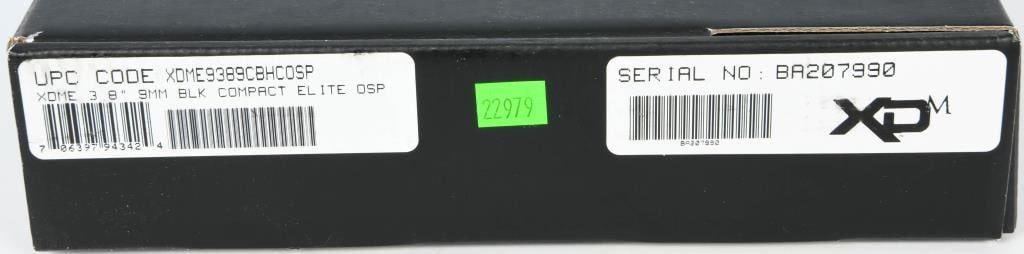 UPC CODE XDME9389CBHCOSP
XDME 3.8" 9MM BLK COMPACT ELITE OSP
7 06397 94342 4
22979
SERIAL NO: BA207990
BA207990
XDM